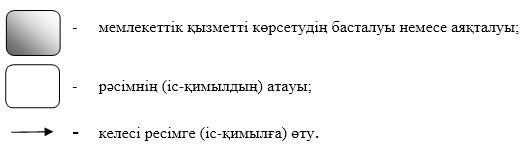 - мемлекеттік қызметті көрсетудің басталуы немесе аяқталуы;
- рәсімнің (іс-қимылдың) атауы;
- келесі ресімге (іс-қимылға) өту.